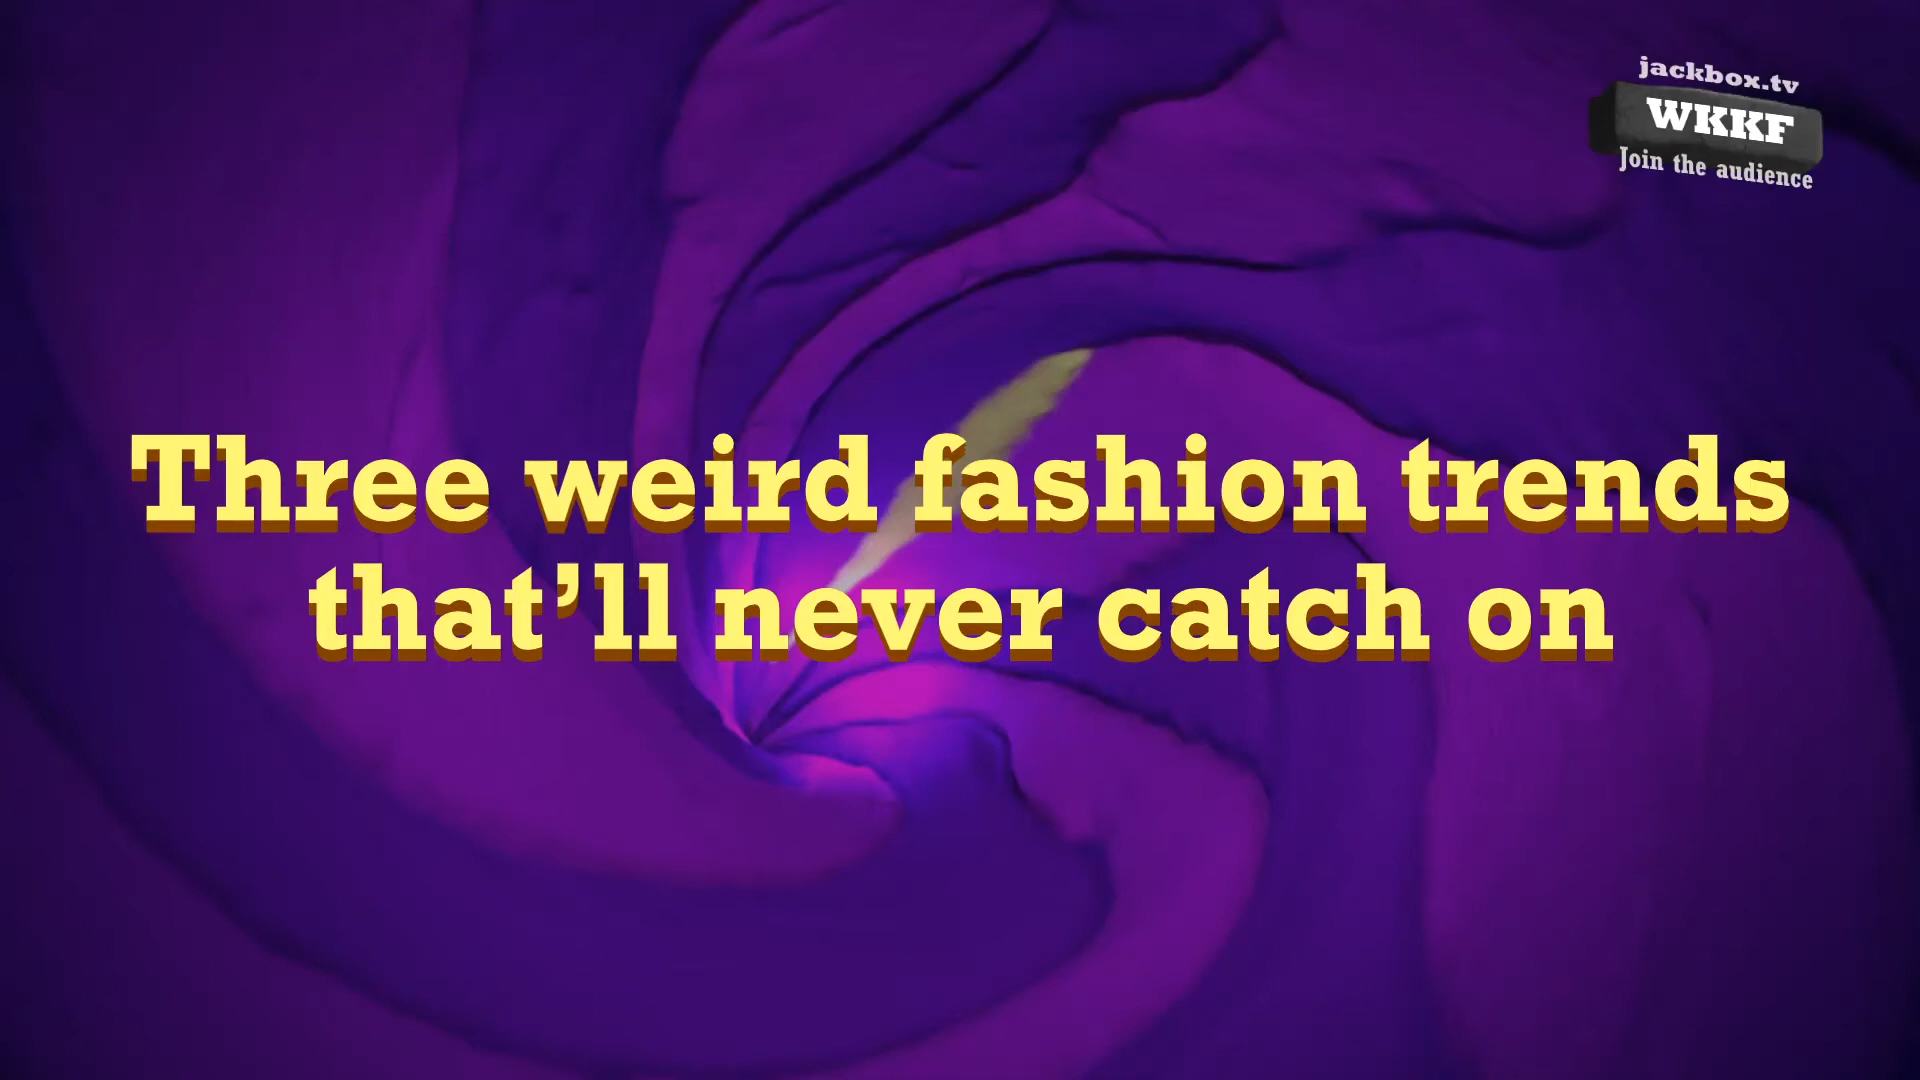 jackbox.tv
WKKF
Join the audience
Three weird fashion trends
that’ll never catch on